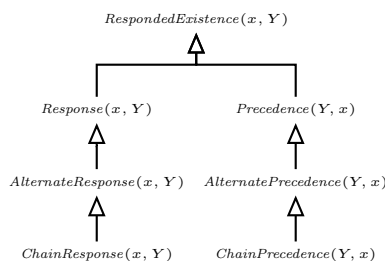 RespondedExistence(x, Y)
Response(x, Y) Precedence(Y, x)
AlternateResponse(x, Y) AlternatePrecedence(Y, x)
ChainResponse(x, Y) ChainPrecedence(Y, x)